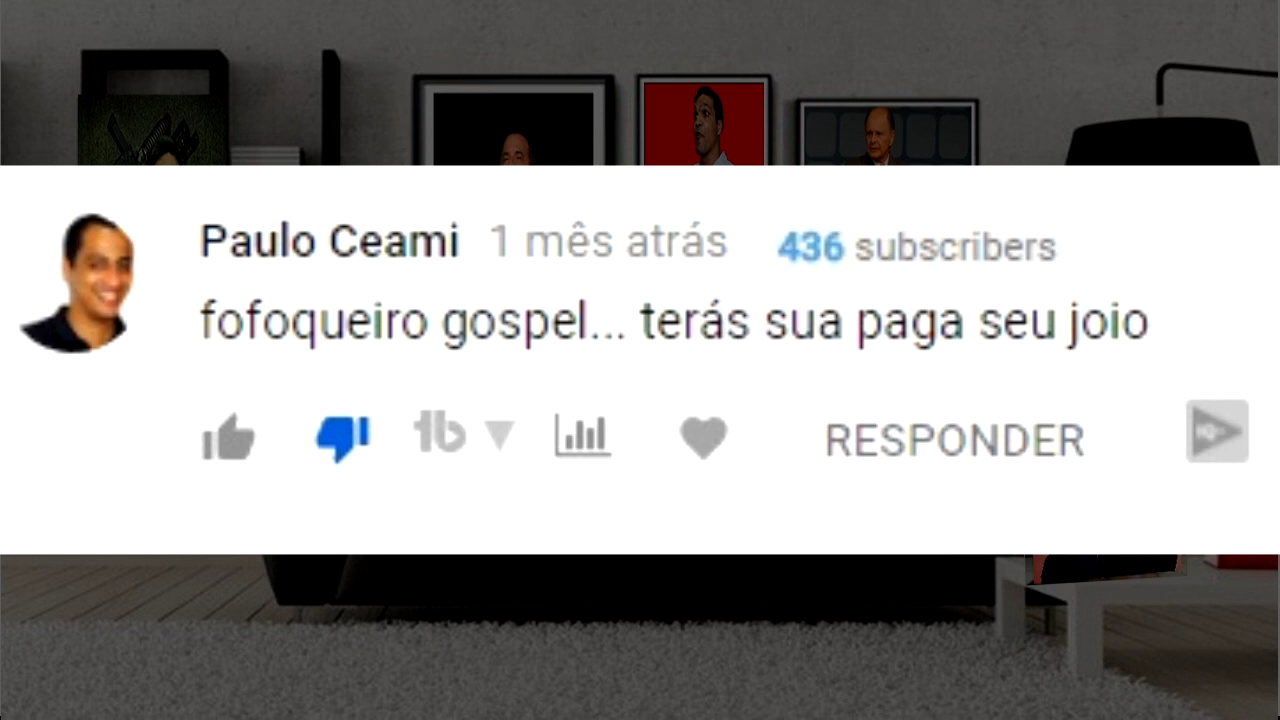 Paulo Ceami 1 mês atrás 436 subscribers
fofoqueiro gospel... terás sua paga seu joio
RESPONDER